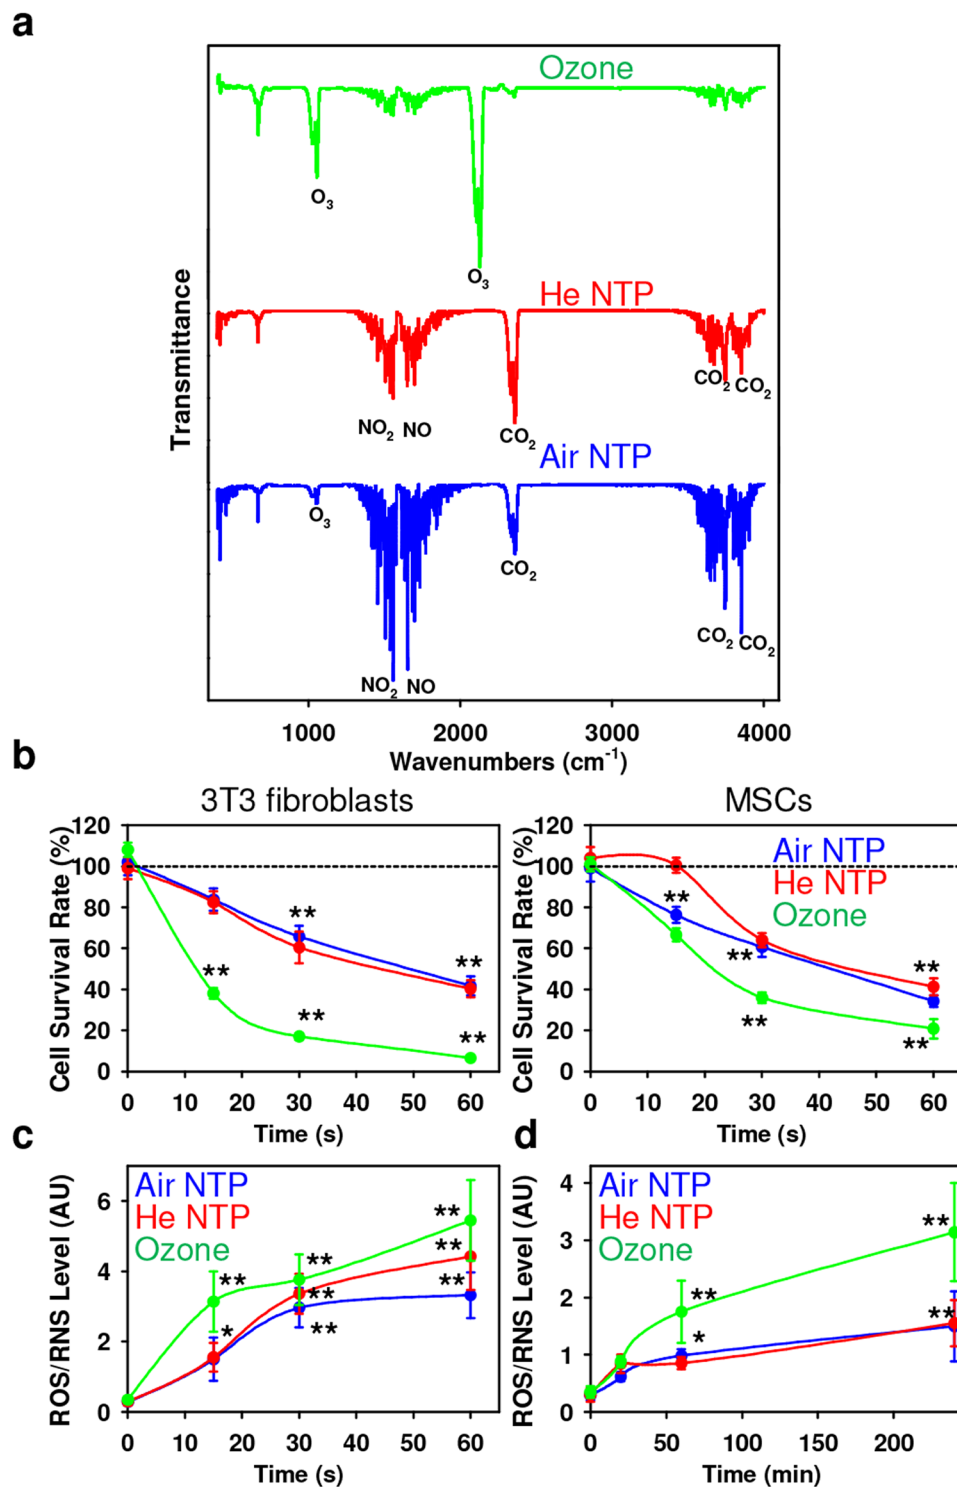 a
Ozone
O3
O3
He NTP
NO2 NO
CO2
CO2 CO2
Air NTP
O3
CO2
NO2 NO
CO2 CO2
Transmittance
1000 2000 3000 4000
Wavenumbers (cm-1)
b
3T3 fibroblasts
120
100
80
60
40
20
0
Cell Survival Rate (%)
**
**
**
**
**
0 10 20 30 40 50 60
Time (s)
MSCs
120
100
80
60
40
20
0
Cell Survival Rate (%)
Air NTP
He NTP
Ozone
**
**
**
**
**
0 10 20 30 40 50 60
Time (s)
c
Air NTP
He NTP
Ozone
6
4
2
0
ROS/RNS Level (AU)
**
*
**
**
**
**
**
**
0 10 20 30 40 50 60
Time (s)
d
Air NTP
He NTP
Ozone
4
3
2
1
0
ROS/RNS Level (AU)
**
*
**
**
0 50 100 150 200
Time (min)